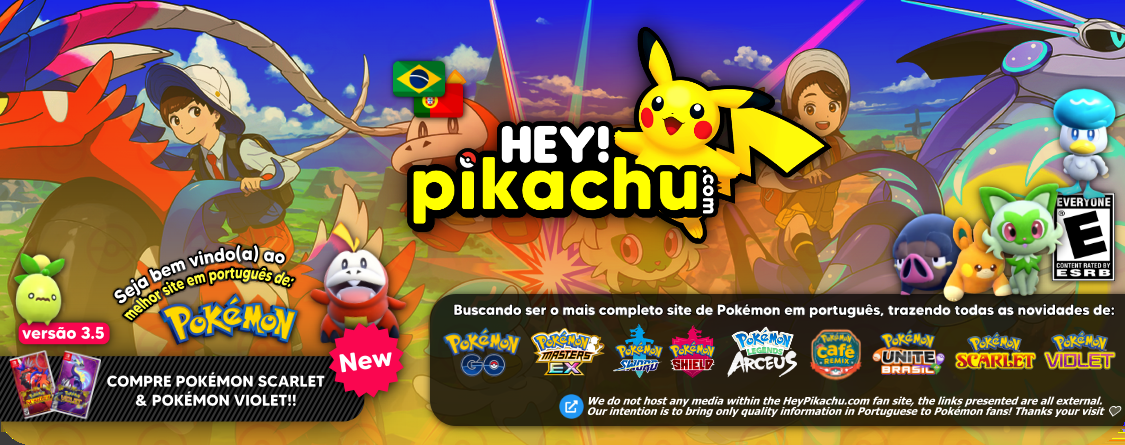 HEY!
pikachu
.com
Seja bem vindo(a) ao
melhor site em português de:
POKéMON
versão 3.5
New
COMPRE POKÉMON SCARLET
& POKÉMON VIOLET!!
EVERYONE
E
CONTENT RATED BY
ESRB
Buscando ser o mais completo site de Pokémon em português, trazendo todas as novidades de:
POKéMON GO
POKéMON MASTERS EX
POKéMON SWORD
POKéMON SHIELD
POKéMON LEGENDS ARCEUS
POKéMON Café REMIX
POKéMON UNITE BRASIL
POKéMON SCARLET
POKéMON VIOLET
We do not host any media within the HeyPikachu.com fan site, the links presented are all external.
Our intention is to bring only quality information in Portuguese to Pokémon fans! Thanks your visit